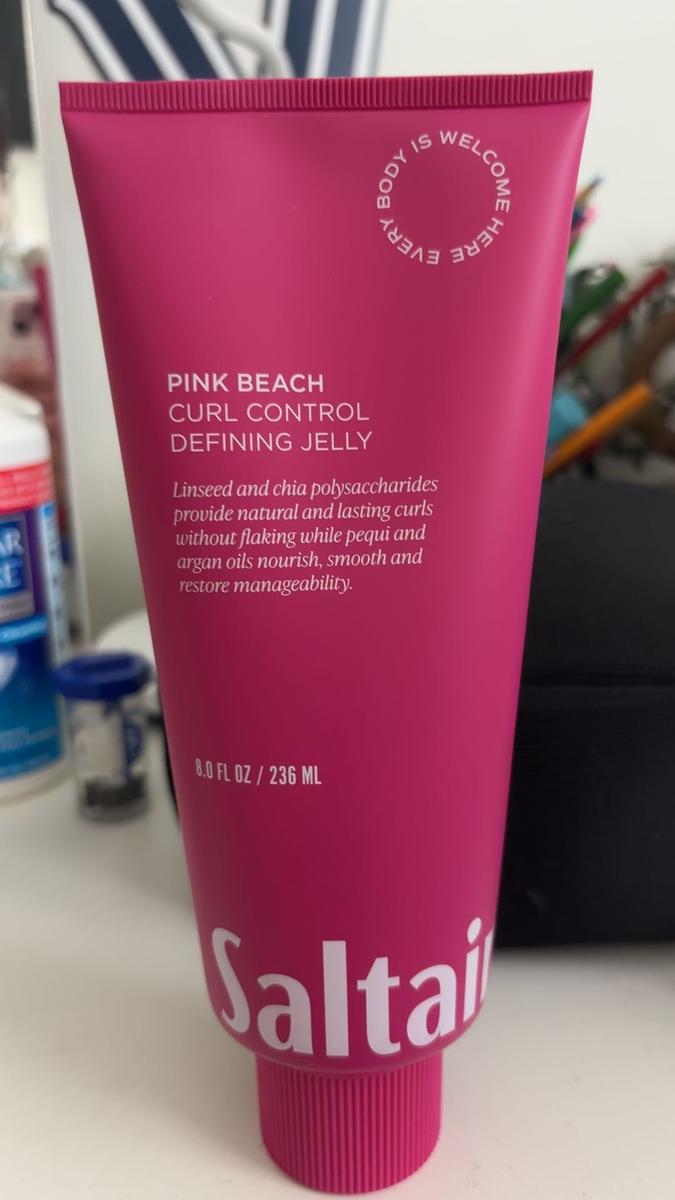 EVERY BODY IS WELCOME HERE
PINK BEACH
CURL CONTROL
DEFINING JELLY
Linseed and chia polysaccharides
provide natural and lasting curls
without flaking while pequi and
argan oils nourish, smooth and
restore manageability.
8.0 FL OZ / 236 ML
Saltair